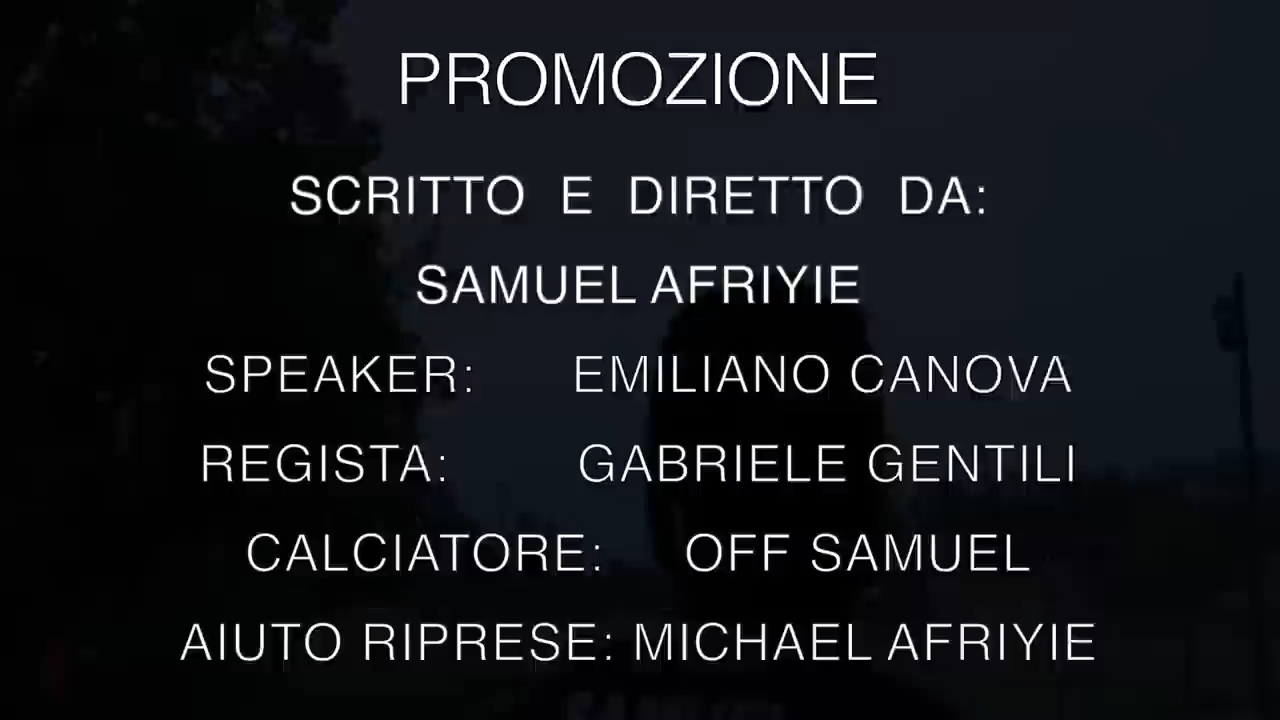 PROMOZIONE
SCRITTO E DIRETTO DA:
SAMUEL AFRIYIE
SPEAKER: EMILIANO CANOVA
REGISTA: GABRIELE GENTILI
CALCIATORE: OFF SAMUEL
AIUTO RIPRESE: MICHAEL AFRIYIE